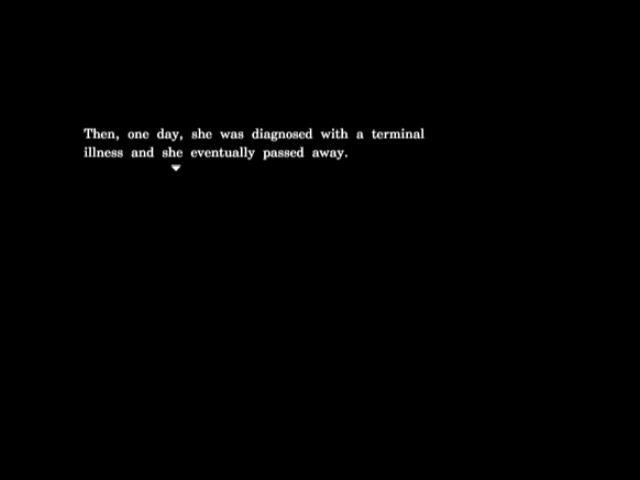 Then, one day, she was diagnosed with a terminal
illness and she eventually passed away.